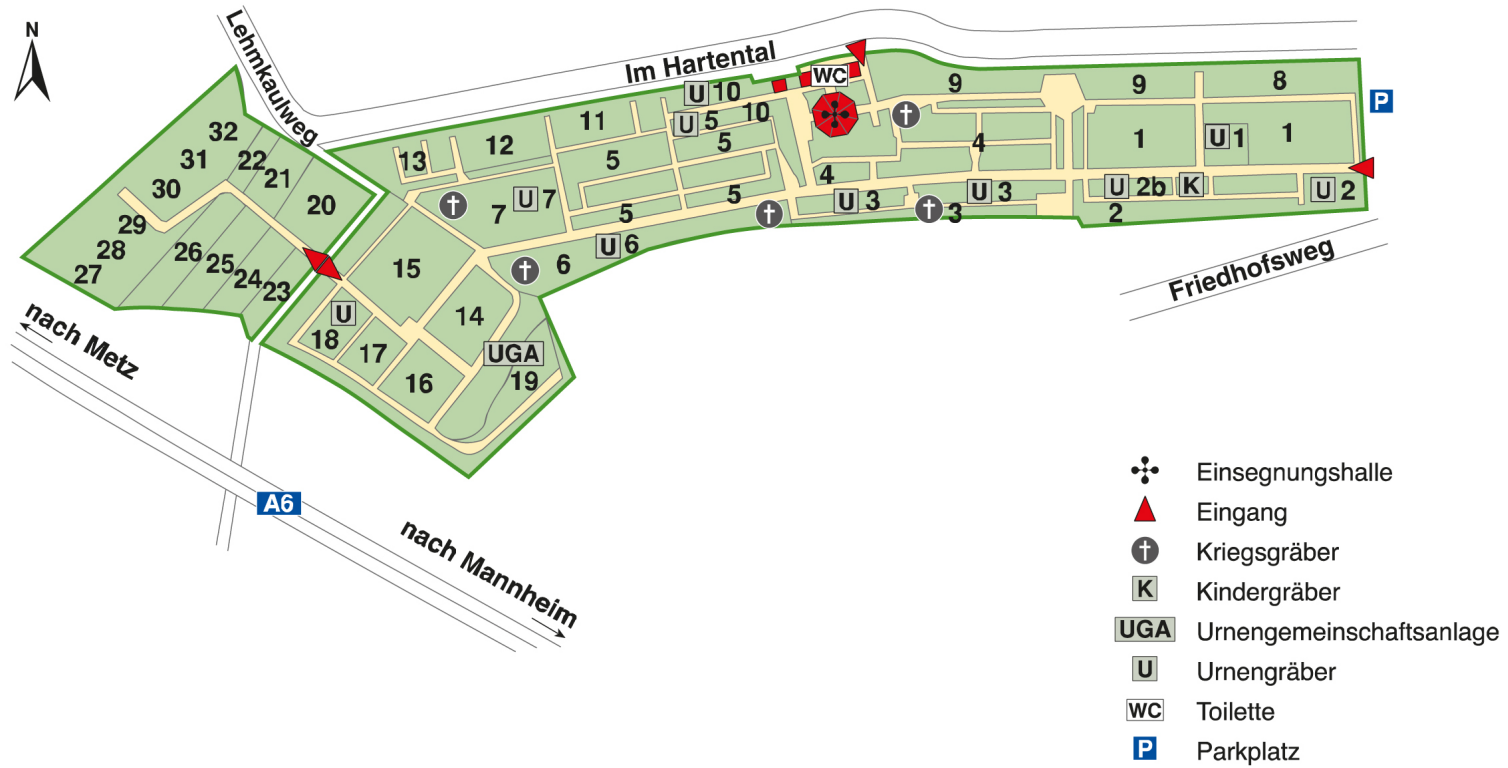 N
Lehmkaulweg
Im Hartental
WC
P
9
9
8
U 10
10
11
U 5
5
12
13
5
4
1
U 1
1
32
31
22
21
30
20
29
28
27
26
25
24
23
7
U 7
5
5
4
U 3
U 3
3
U 2b
K
U 2
2
15
U 6
6
14
U
18
17
16
UGA
19
Friedhofsweg
nach Metz
A6
nach Mannheim
Einsegnungshalle
Eingang
Kriegsgräber
K Kindergräber
UGA Urnengemeinschaftsanlage
U Urnengräber
WC Toilette
P Parkplatz